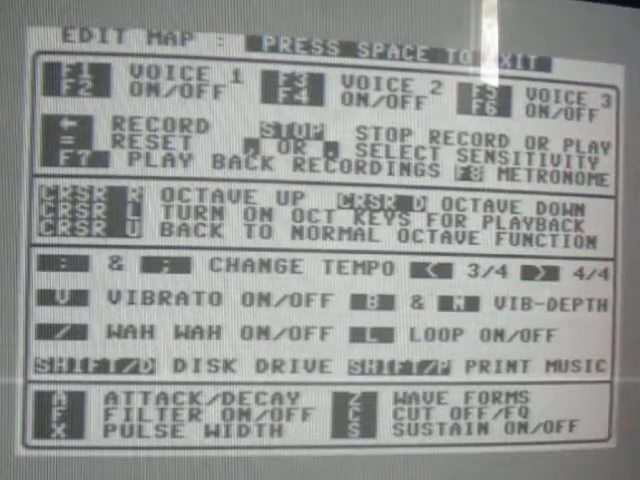 EDIT MAP : PRESS SPACE TO EXIT
F1 VOICE 1 F3 VOICE 2 F5 VOICE 3
F2 ON/OFF F4 ON/OFF F6 ON/OFF
← RECORD STOP STOP RECORD OR PLAY
= RESET , OR . SELECT SENSITIVITY
F7 PLAY BACK RECORDINGS F8 METRONOME
CRSR R OCTAVE UP CRSR D OCTAVE DOWN
CRSR L TURN ON OCT KEYS FOR PLAYBACK
CRSR U BACK TO NORMAL OCTAVE FUNCTION
: & ; CHANGE TEMPO < 3/4 > 4/4
V VIBRATO ON/OFF B & N VIB-DEPTH
/ WAH WAH ON/OFF L LOOP ON/OFF
SHIFT/D DISK DRIVE SHIFT/P PRINT MUSIC
A ATTACK/DECAY Z WAVE FORMS
F FILTER ON/OFF C CUT OFF/FQ
X PULSE WIDTH S SUSTAIN ON/OFF